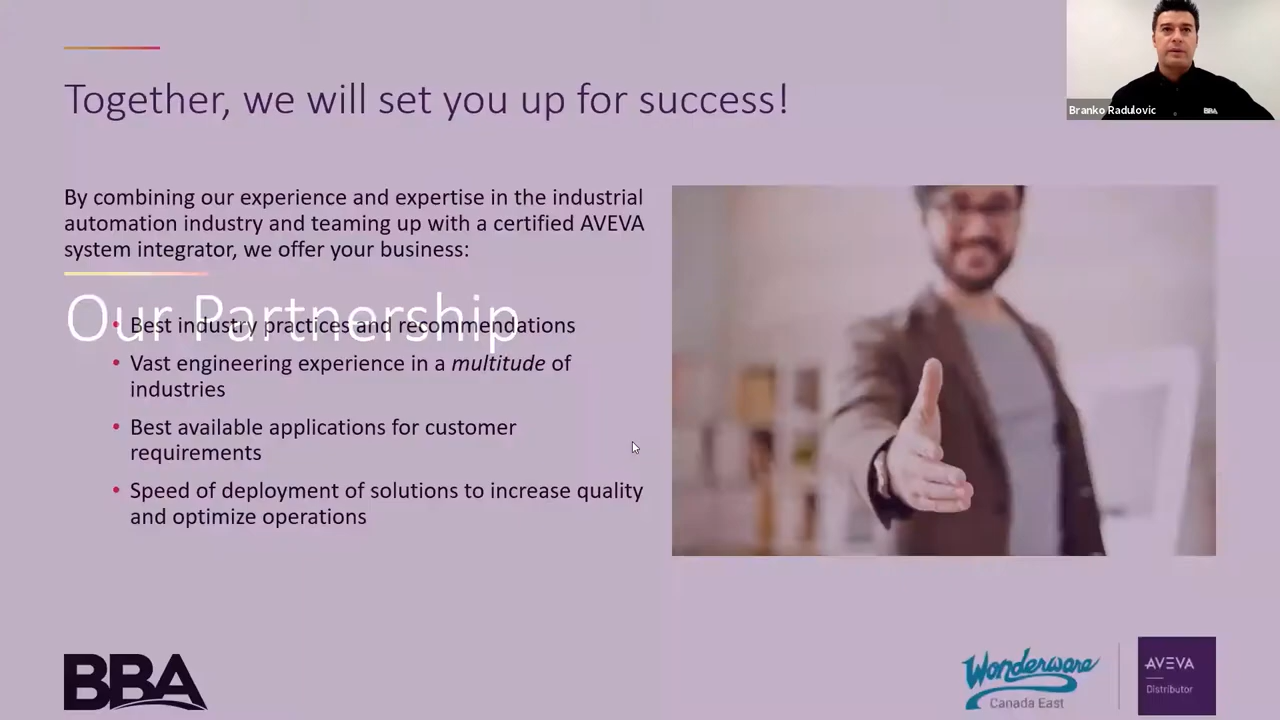 Together, we will set you up for success!
Branko Radulovic
BBA
By combining our experience and expertise in the industrial
automation industry and teaming up with a certified AVEVA
system integrator, we offer your business:
Our Partnership
• Best industry practices and recommendations
• Vast engineering experience in a multitude of
industries
• Best available applications for customer
requirements
• Speed of deployment of solutions to increase quality
and optimize operations
BBA
Wonderware
Canada East
AVEVA
Distributor